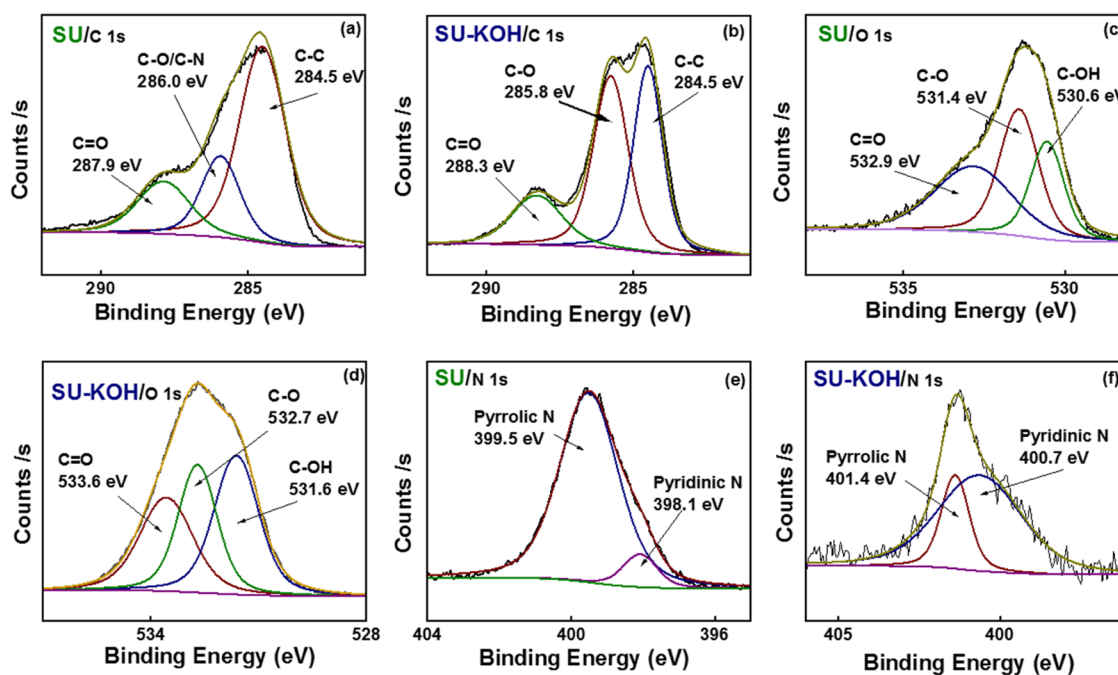 SU/C 1s
(a)
C-O/C-N
286.0 eV
C-C
284.5 eV
C=O
287.9 eV
Counts /s
290
285
Binding Energy (eV)
SU-KOH/C 1s
(b)
C-O
285.8 eV
C-C
284.5 eV
C=O
288.3 eV
Counts /s
290
285
Binding Energy (eV)
SU/O 1s
(c)
C-O
531.4 eV
C-OH
530.6 eV
C=O
532.9 eV
Counts /s
535
530
Binding Energy (eV)
SU-KOH/O 1s
(d)
C-O
532.7 eV
C=O
533.6 eV
C-OH
531.6 eV
Counts /s
534
528
Binding Energy (eV)
SU/N 1s
(e)
Pyrrolic N
399.5 eV
Pyridinic N
398.1 eV
Counts /s
404
400
396
Binding Energy (eV)
SU-KOH/N 1s
(f)
Pyrrolic N
401.4 eV
Pyridinic N
400.7 eV
Counts /s
405
400
Binding Energy (eV)